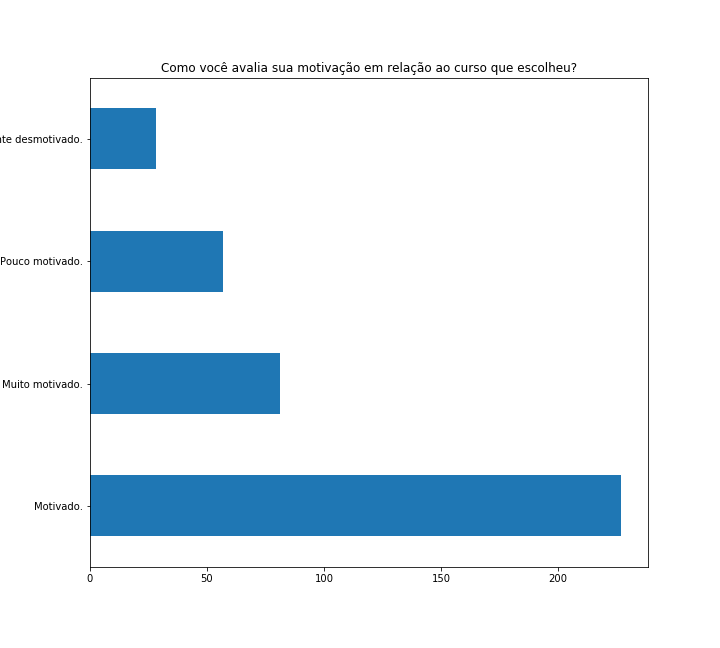 Como você avalia sua motivação em relação ao curso que escolheu?
desmotivado.
Pouco motivado.
Muito motivado.
Motivado.
0 50 100 150 200